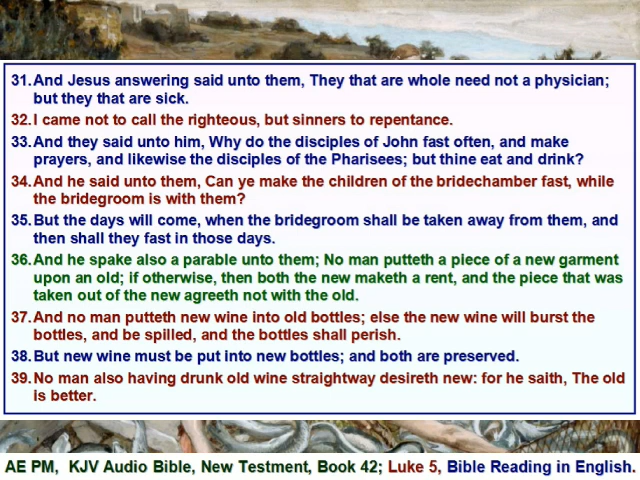 31. And Jesus answering said unto them, They that are whole need not a physician;
but they that are sick.
32. I came not to call the righteous, but sinners to repentance.
33. And they said unto him, Why do the disciples of John fast often, and make
prayers, and likewise the disciples of the Pharisees; but thine eat and drink?
34. And he said unto them, Can ye make the children of the bridechamber fast, while
the bridegroom is with them?
35. But the days will come, when the bridegroom shall be taken away from them, and
then shall they fast in those days.
36. And he spake also a parable unto them; No man putteth a piece of a new garment
upon an old; if otherwise, then both the new maketh a rent, and the piece that was
taken out of the new agreeth not with the old.
37. And no man putteth new wine into old bottles; else the new wine will burst the
bottles, and be spilled, and the bottles shall perish.
38. But new wine must be put into new bottles; and both are preserved.
39. No man also having drunk old wine straightway desireth new: for he saith, The old
is better.
AE PM, KJV Audio Bible, New Testment, Book 42; Luke 5, Bible Reading in English.